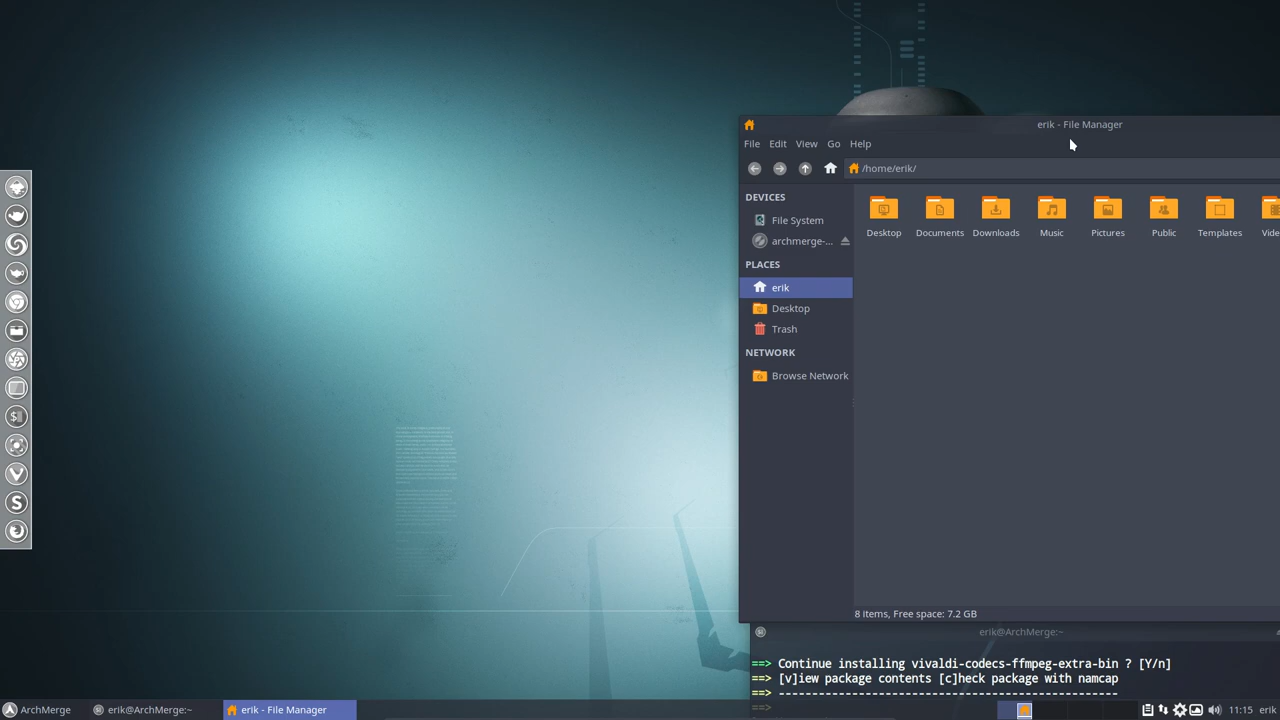 erik - File Manager
File Edit View Go Help
/home/erik/
DEVICES
File System
archmerge-...
PLACES
erik
Desktop
Trash
NETWORK
Browse Network
Desktop Documents Downloads Music Pictures Public Templates Vide
8 items, Free space: 7.2 GB
erik@ArchMerge:~
==> Continue installing vivaldi-codecs-ffmpeg-extra-bin ? [Y/n]
==> [v]iew package contents [c]heck package with namcap
==> --------------------------------------------------
==>
ArchMerge erik@ArchMerge:~ erik - File Manager 11:15 erik